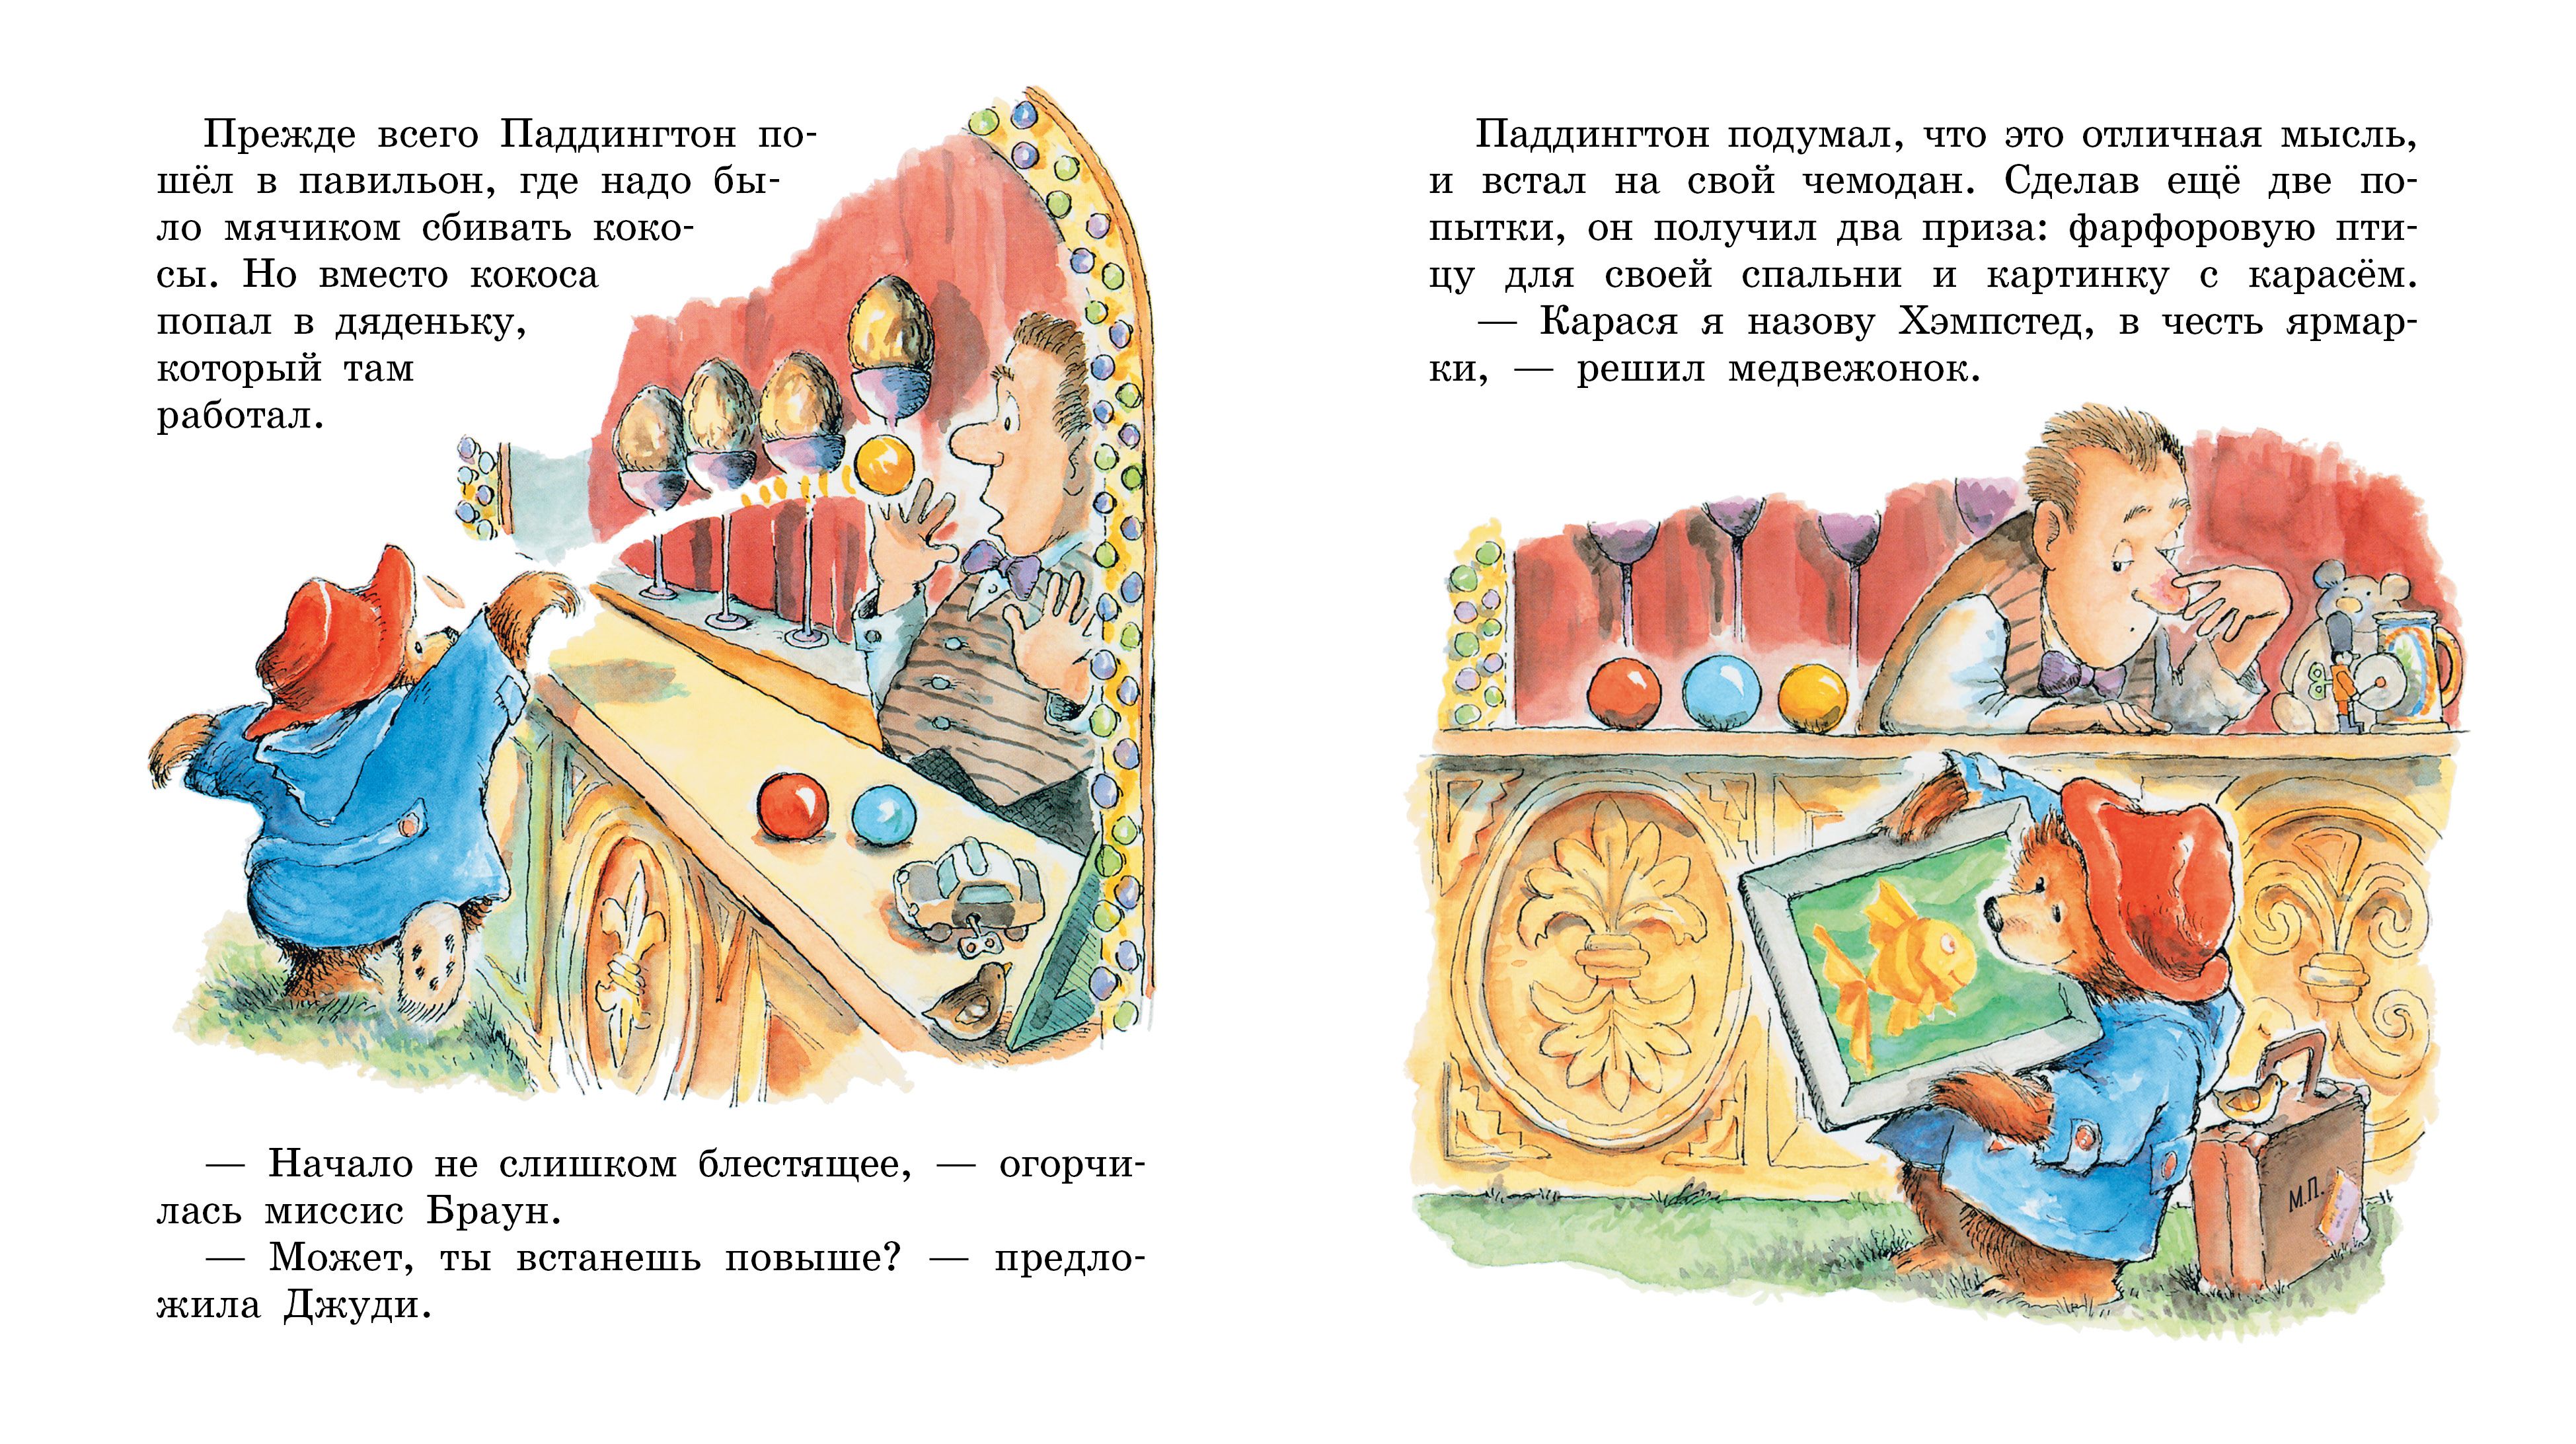 Прежде всего Паддингтон по-
шёл в павильон, где надо бы-
ло мячиком сбивать коко-
сы. Но вместо кокоса
попал в дяденьку,
который там
работал.
— Начало не слишком блестящее, — огорчи-
лась миссис Браун.
— Может, ты встанешь повыше? — предло-
жила Джуди.
Паддингтон подумал, что это отличная мысль,
и встал на свой чемодан. Сделав ещё две по-
пытки, он получил два приза: фарфоровую пти-
цу для своей спальни и картинку с карасём.
— Карася я назову Хэмпстед, в честь ярмар-
ки, — решил медвежонок.
М.П.